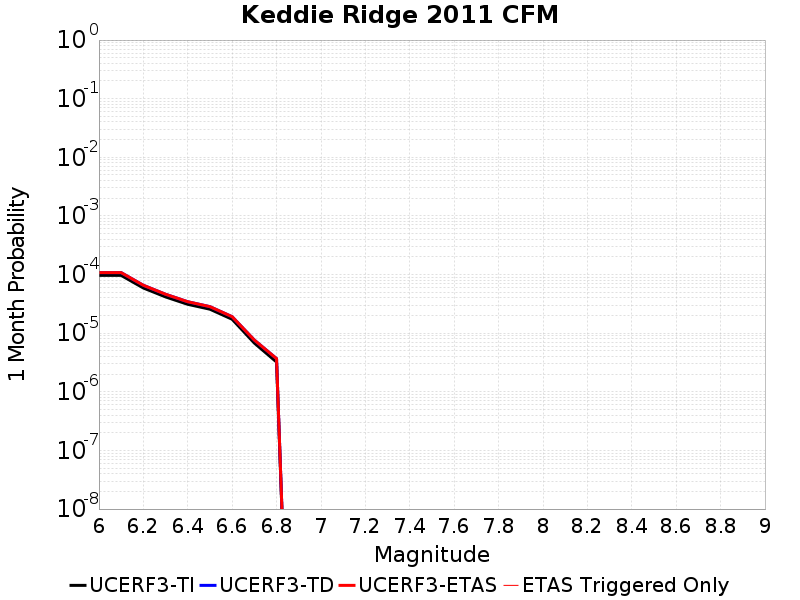 Keddie Ridge 2011 CFM
1 Month Probability
10^0
10^-1
10^-2
10^-3
10^-4
10^-5
10^-6
10^-7
10^-8
6 6.2 6.4 6.6 6.8 7 7.2 7.4 7.6 7.8 8 8.2 8.4 8.6 8.8 9
Magnitude
UCERF3-TI UCERF3-TD UCERF3-ETAS ETAS Triggered Only